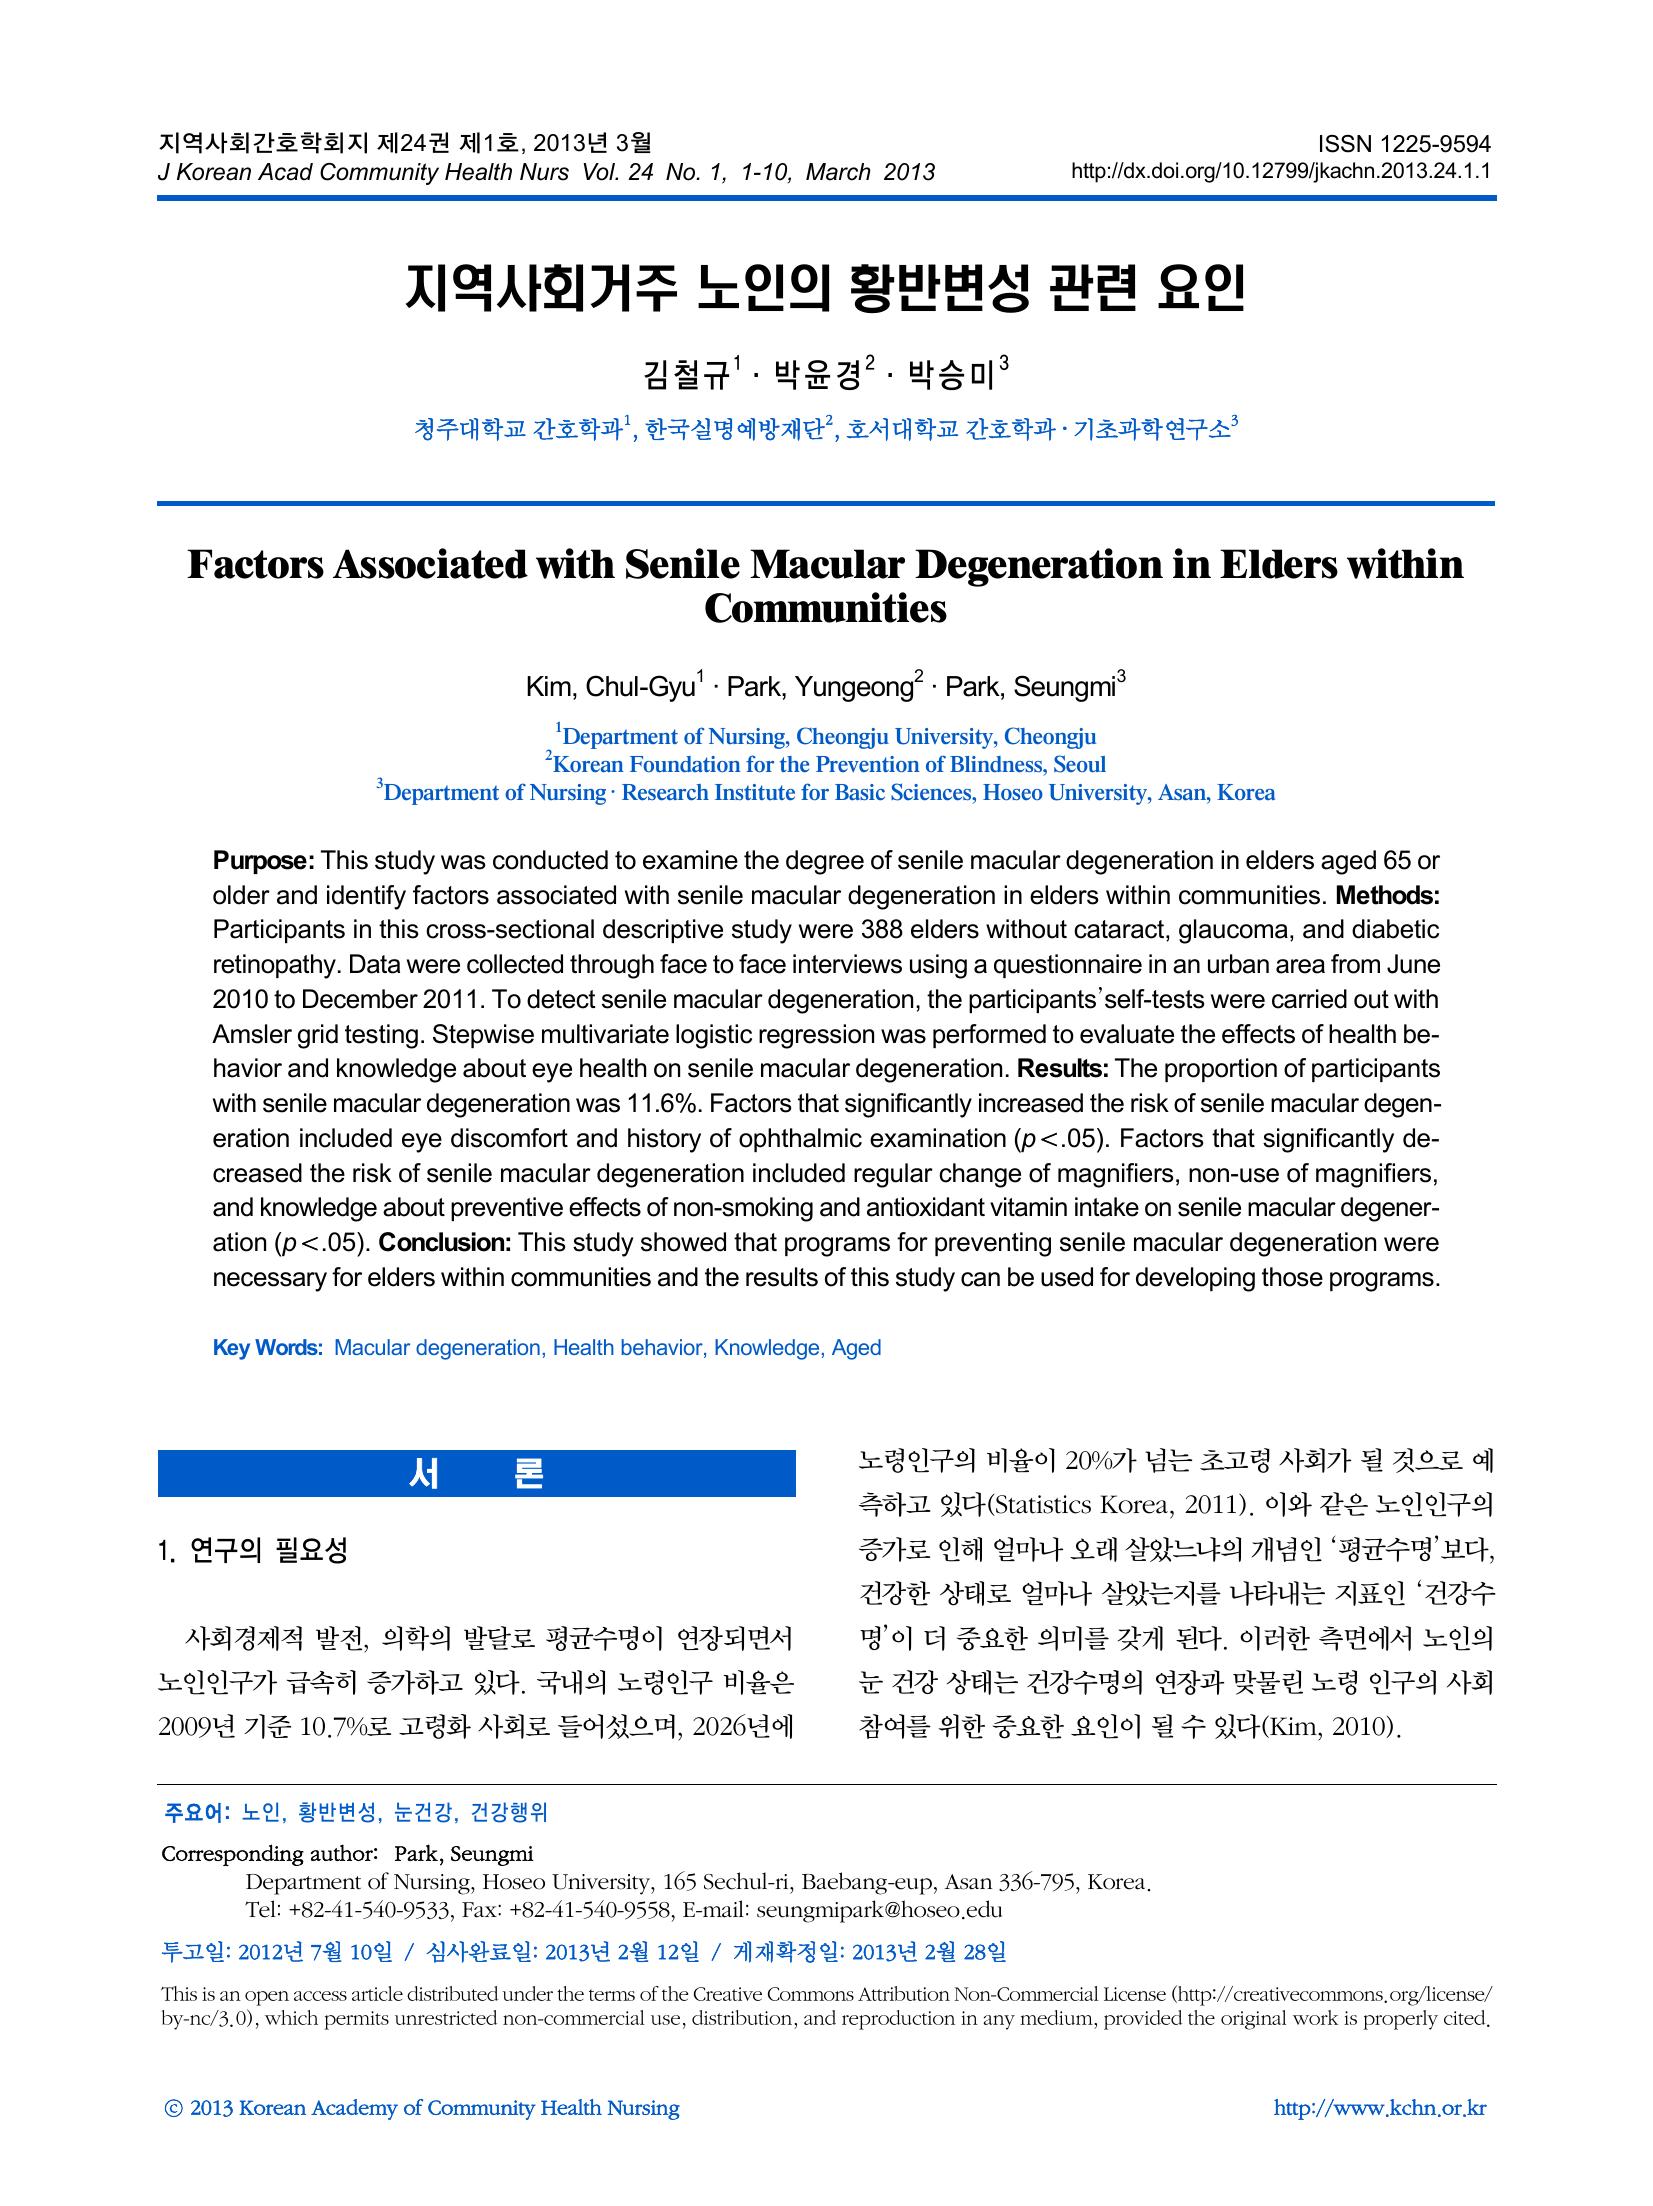 지역사회간호학회지 제24권 제1호, 2013년 3월
J Korean Acad Community Health Nurs Vol. 24 No. 1, 1-10, March 2013
ISSN 1225-9594
http://dx.doi.org/10.12799/jkachn.2013.24.1.1
지역사회거주 노인의 황반변성 관련 요인
김철규1 · 박윤경2 · 박승미3
청주대학교 간호학과1, 한국실명예방재단2, 호서대학교 간호학과 · 기초과학연구소3
Factors Associated with Senile Macular Degeneration in Elders within
Communities
Kim, Chul-Gyu1 · Park, Yungeong2 · Park, Seungmi3
1Department of Nursing, Cheongju University, Cheongju
2Korean Foundation for the Prevention of Blindness, Seoul
3Department of Nursing · Research Institute for Basic Sciences, Hoseo University, Asan, Korea
Purpose: This study was conducted to examine the degree of senile macular degeneration in elders aged 65 or
older and identify factors associated with senile macular degeneration in elders within communities. Methods:
Participants in this cross-sectional descriptive study were 388 elders without cataract, glaucoma, and diabetic
retinopathy. Data were collected through face to face interviews using a questionnaire in an urban area from June
2010 to December 2011. To detect senile macular degeneration, the participants’self-tests were carried out with
Amsler grid testing. Stepwise multivariate logistic regression was performed to evaluate the effects of health be-
havior and knowledge about eye health on senile macular degeneration. Results: The proportion of participants
with senile macular degeneration was 11.6%. Factors that significantly increased the risk of senile macular degen-
eration included eye discomfort and history of ophthalmic examination (p<.05). Factors that significantly de-
creased the risk of senile macular degeneration included regular change of magnifiers, non-use of magnifiers,
and knowledge about preventive effects of non-smoking and antioxidant vitamin intake on senile macular degener-
ation (p<.05). Conclusion: This study showed that programs for preventing senile macular degeneration were
necessary for elders within communities and the results of this study can be used for developing those programs.
Key Words: Macular degeneration, Health behavior, Knowledge, Aged
서 론
1. 연구의 필요성
사회경제적 발전, 의학의 발달로 평균수명이 연장되면서
노인인구가 급속히 증가하고 있다. 국내의 노령인구 비율은
2009년 기준 10.7%로 고령화 사회로 들어섰으며, 2026년에
노령인구의 비율이 20%가 넘는 초고령 사회가 될 것으로 예
측하고 있다(Statistics Korea, 2011). 이와 같은 노인인구의
증가로 인해 얼마나 오래 살았느냐의 개념인 ‘평균수명’보다,
건강한 상태로 얼마나 살았는지를 나타내는 지표인 ‘건강수
명’이 더 중요한 의미를 갖게 된다. 이러한 측면에서 노인의
눈 건강 상태는 건강수명의 연장과 맞물린 노령 인구의 사회
참여를 위한 중요한 요인이 될 수 있다(Kim, 2010).
주요어: 노인, 황반변성, 눈건강, 건강행위
Corresponding author: Park, Seungmi
Department of Nursing, Hoseo University, 165 Sechul-ri, Baebang-eup, Asan 336-795, Korea.
Tel: +82-41-540-9533, Fax: +82-41-540-9558, E-mail: seungmipark@hoseo.edu
투고일: 2012년 7월 10일 / 심사완료일: 2013년 2월 12일 / 게재확정일: 2013년 2월 28일
This is an open access article distributed under the terms of the Creative Commons Attribution Non-Commercial License (http://creativecommons.org/license/
by-nc/3.0), which permits unrestricted non-commercial use, distribution, and reproduction in any medium, provided the original work is properly cited.
ⓒ 2013 Korean Academy of Community Health Nursing
http://www.kchn.or.kr